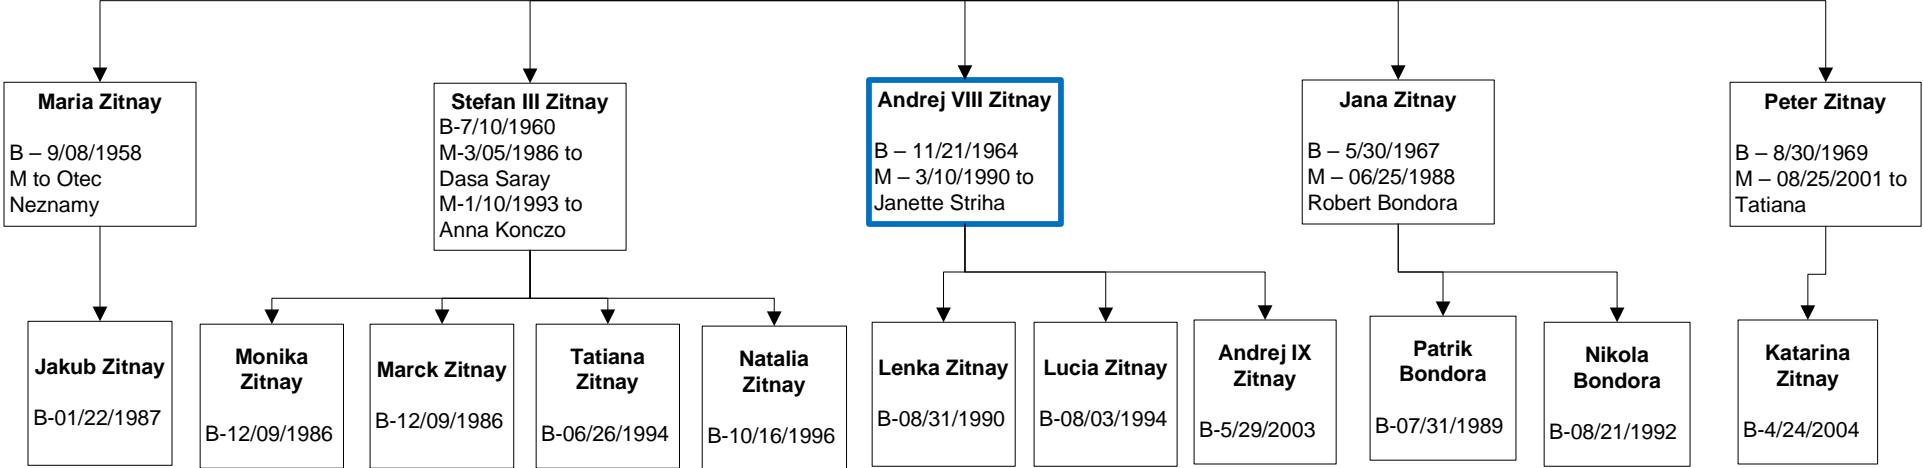 Maria Zitnay
B – 9/08/1958
M to Otec
Neznamy
Stefan III Zitnay
B-7/10/1960
M-3/05/1986 to
Dasa Saray
M-1/10/1993 to
Anna Konczo
Andrej VIII Zitnay
B – 11/21/1964
M – 3/10/1990 to
Janette Striha
Jana Zitnay
B – 5/30/1967
M – 06/25/1988
Robert Bondora
Peter Zitnay
B – 8/30/1969
M – 08/25/2001 to
Tatiana
Jakub Zitnay
B-01/22/1987
Monika
Zitnay
B-12/09/1986
Marck Zitnay
B-12/09/1986
Tatiana
Zitnay
B-06/26/1994
Natalia
Zitnay
B-10/16/1996
Lenka Zitnay
B-08/31/1990
Lucia Zitnay
B-08/03/1994
Andrej IX
Zitnay
B-5/29/2003
Patrik
Bondora
B-07/31/1989
Nikola
Bondora
B-08/21/1992
Katarina
Zitnay
B-4/24/2004